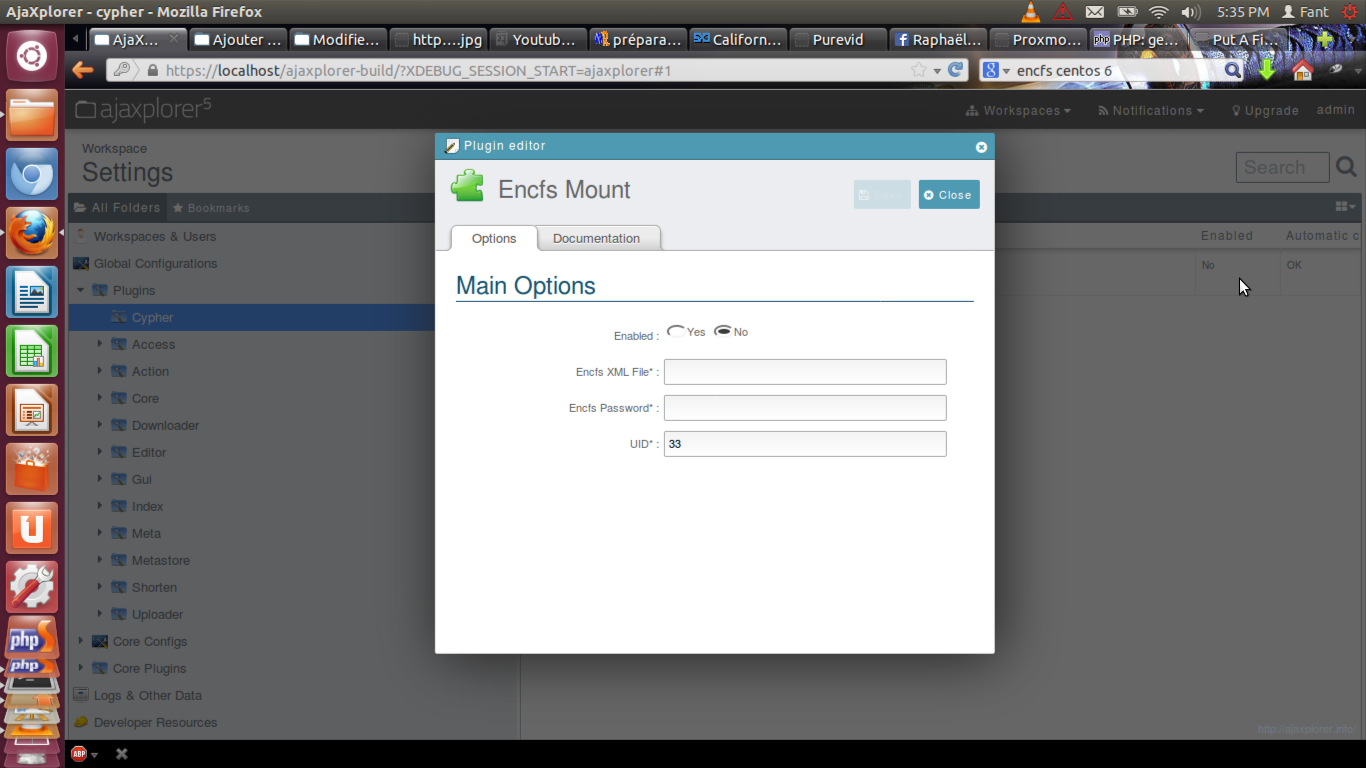 AjaXplorer - cypher - Mozilla Firefox
5:35 PM
Fant
AjaX...
Ajouter ...
Modifie...
http....jpg
Youtub...
prépara...
Californ...
Purevid
Raphaël...
Proxmo...
PHP: ge...
Put A Fi...
https://localhost/ajaxplorer-build/?XDEBUG_SESSION_START=ajaxplorer#1
encfs centos 6
ajaxplorer5
Workspaces
Notifications
Upgrade
admin
Workspace
Settings
Search
All Folders
Bookmarks
Enabled
Automatic c
No
OK
Workspaces & Users
Global Configurations
Plugins
Cypher
Access
Action
Core
Downloader
Editor
Gui
Index
Meta
Metastore
Shorten
Uploader
Core Configs
Core Plugins
Logs & Other Data
Developer Resources
Plugin editor
Encfs Mount
Close
Options
Documentation
Main Options
Enabled :
Yes
No
Encfs XML File* :
Encfs Password* :
UID* :
33
http://ajaxplorer.info/
ABP
php
php